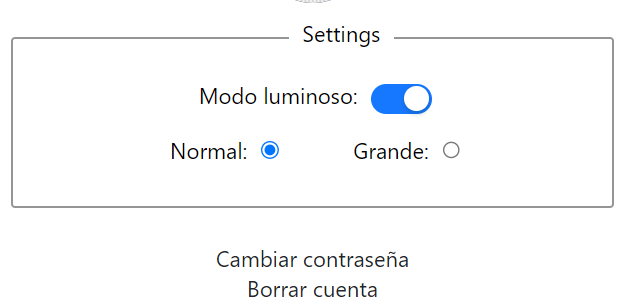 Settings
Modo luminoso:
Normal: Grande:
Cambiar contraseña
Borrar cuenta